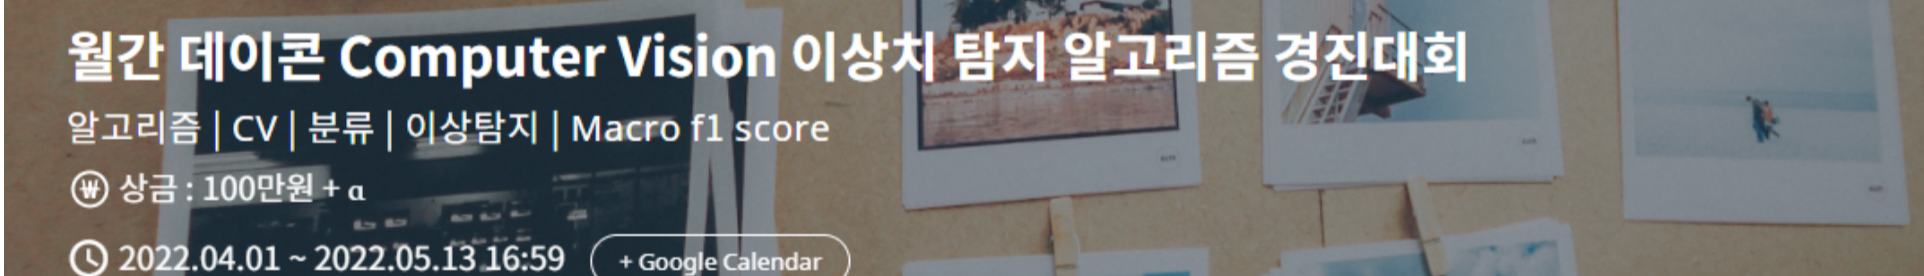 월간 데이콘 Computer Vision 이상치 탐지 알고리즘 경진대회
알고리즘 | CV | 분류 | 이상탐지 | Macro f1 score
₩ 상금 : 100만원 + α
2022.04.01 ~ 2022.05.13 16:59 + Google Calendar